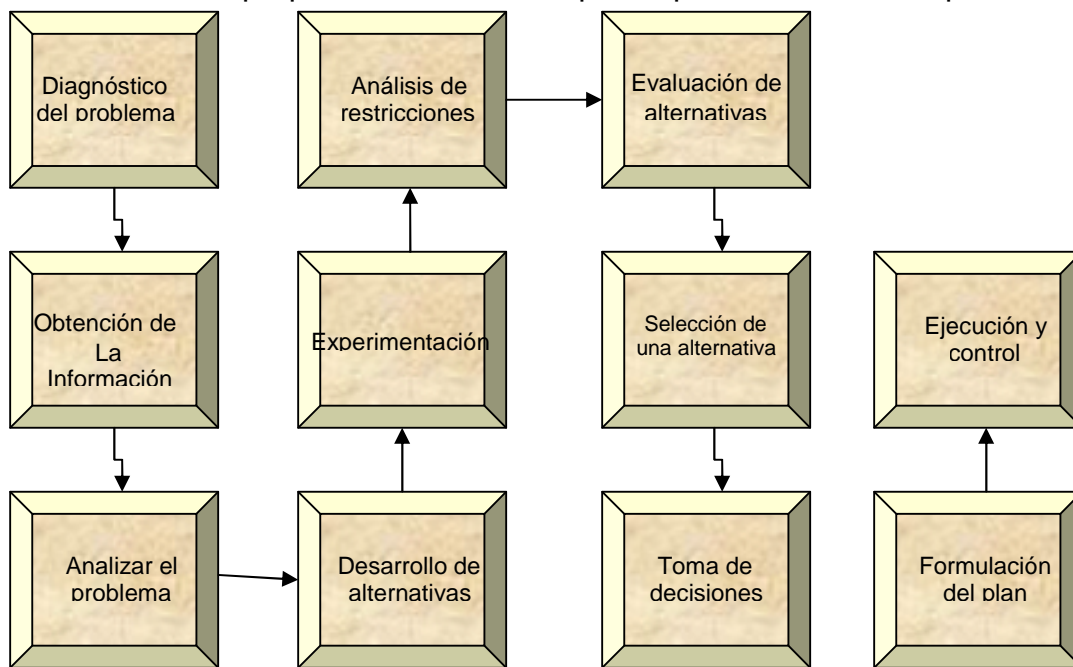 Diagnóstico
del problema
Obtención de
La
Información
Analizar el
problema
Desarrollo de
alternativas
Experimentación
Análisis de
restricciones
Evaluación de
alternativas
Selección de
una alternativa
Toma de
decisiones
Formulación
del plan
Ejecución y
control